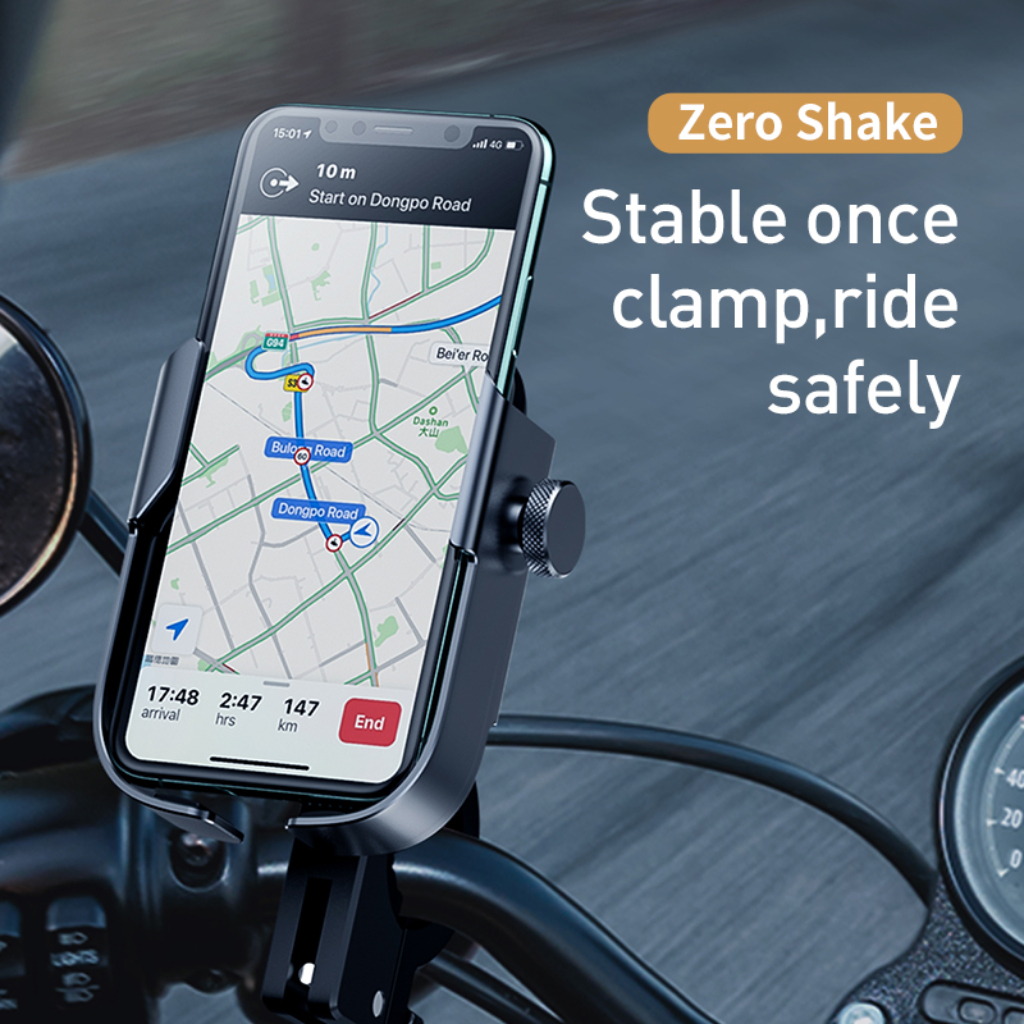 Zero Shake
Stable once
clamp,ride
safely
15:01
4G
10 m
Start on Dongpo Road
G94
Bei'er Ro
S3
Dashan
大山
Bulong Road
60
Dongpo Road
17:48
2:47
147
arrival
hrs
km
End
40
20
0